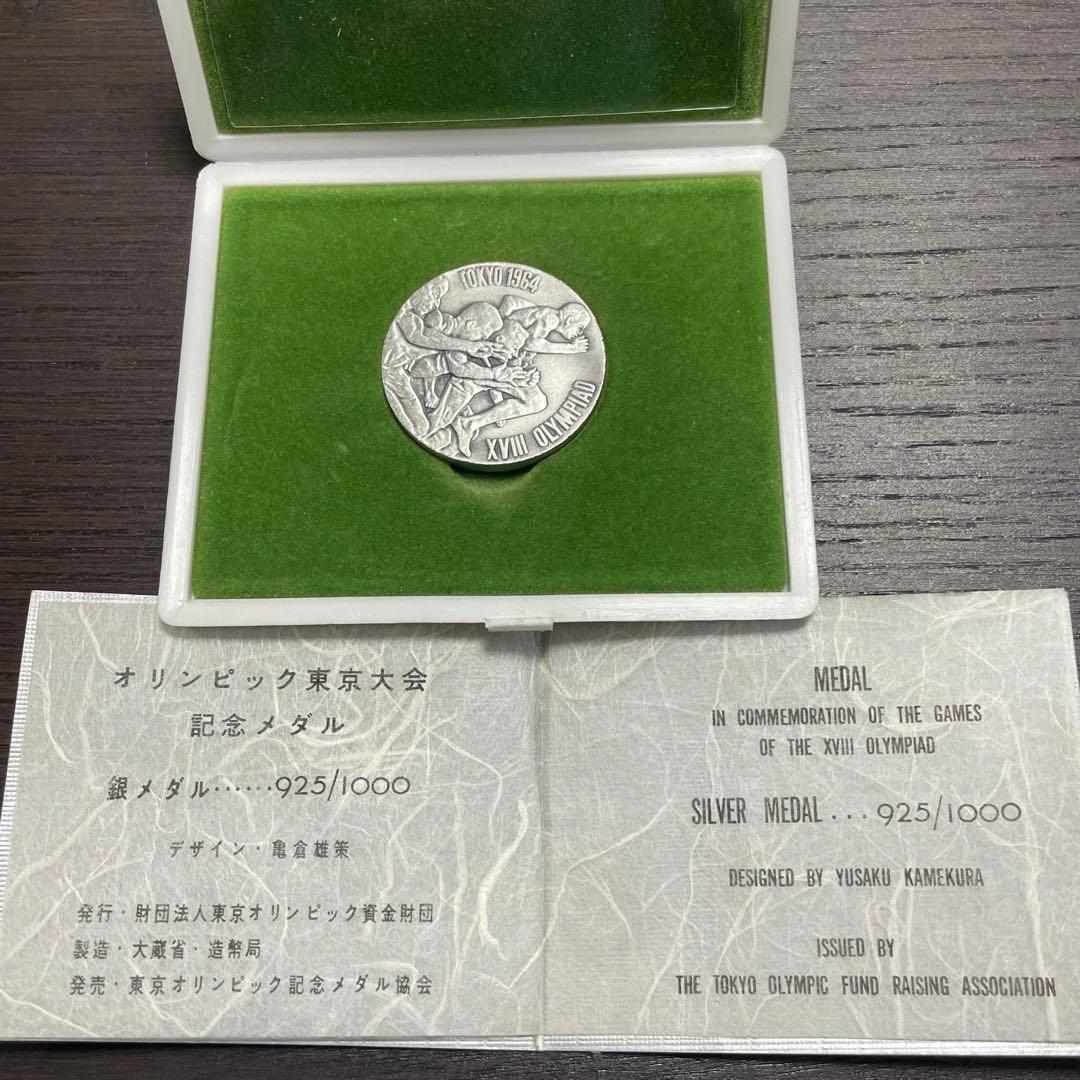 TOKYO 1964
XVIII OLYMPIAD
オリンピック東京大会
記念メダル
銀メダル……925/1000
デザイン・亀倉雄策
発行・財団法人東京オリンピック資金財団
製造・大蔵省・造幣局
発売・東京オリンピック記念メダル協会
MEDAL
IN COMMEMORATION OF THE GAMES
OF THE XVIII OLYMPIAD
SILVER MEDAL...925/1000
DESIGNED BY YUSAKU KAMEKURA
ISSUED BY
THE TOKYO OLYMPIC FUND RAISING ASSOCIATION